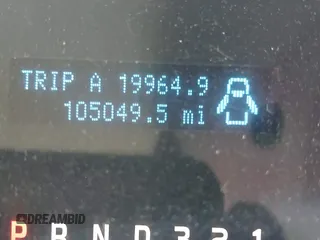 TRIP A 19964.9
105049.5 mi
DREAMBID
P R N D 3 2 1